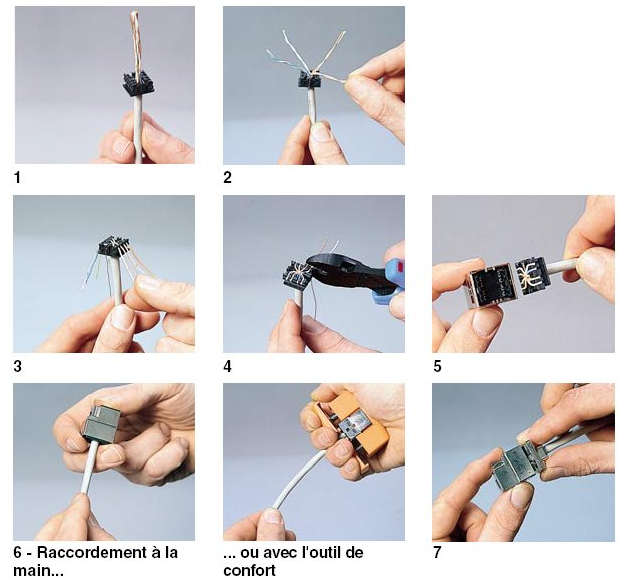 1
2
3
4
5
6 - Raccordement à la
main...
... ou avec l'outil de
confort
7